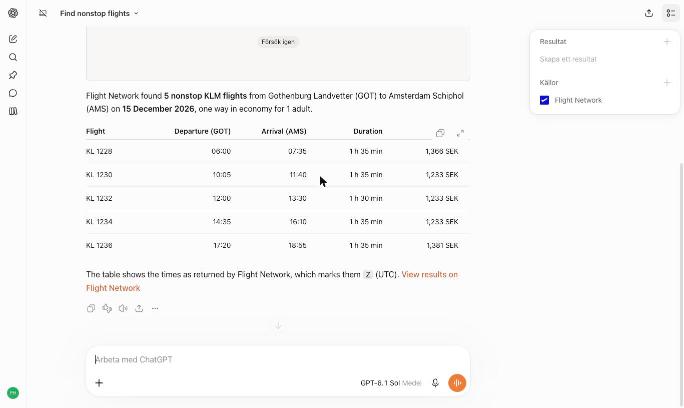 Find nonstop flights
Försök igen
Flight Network found 5 nonstop KLM flights from Gothenburg Landvetter (GOT) to Amsterdam Schiphol
(AMS) on 15 December 2026, one way in economy for 1 adult.
Flight Departure (GOT) Arrival (AMS) Duration
KL 1228 06:00 07:35 1 h 35 min 1,366 SEK
KL 1230 10:05 11:40 1 h 35 min 1,233 SEK
KL 1232 12:00 13:30 1 h 30 min 1,233 SEK
KL 1234 14:35 16:10 1 h 35 min 1,233 SEK
KL 1236 17:20 18:55 1 h 35 min 1,381 SEK
The table shows the times as returned by Flight Network, which marks them Z (UTC). View results on
Flight Network
Arbeta med ChatGPT
GPT-6.1 Sol Medel
Resultat
Skapa ett resultat
Källor
Flight Network